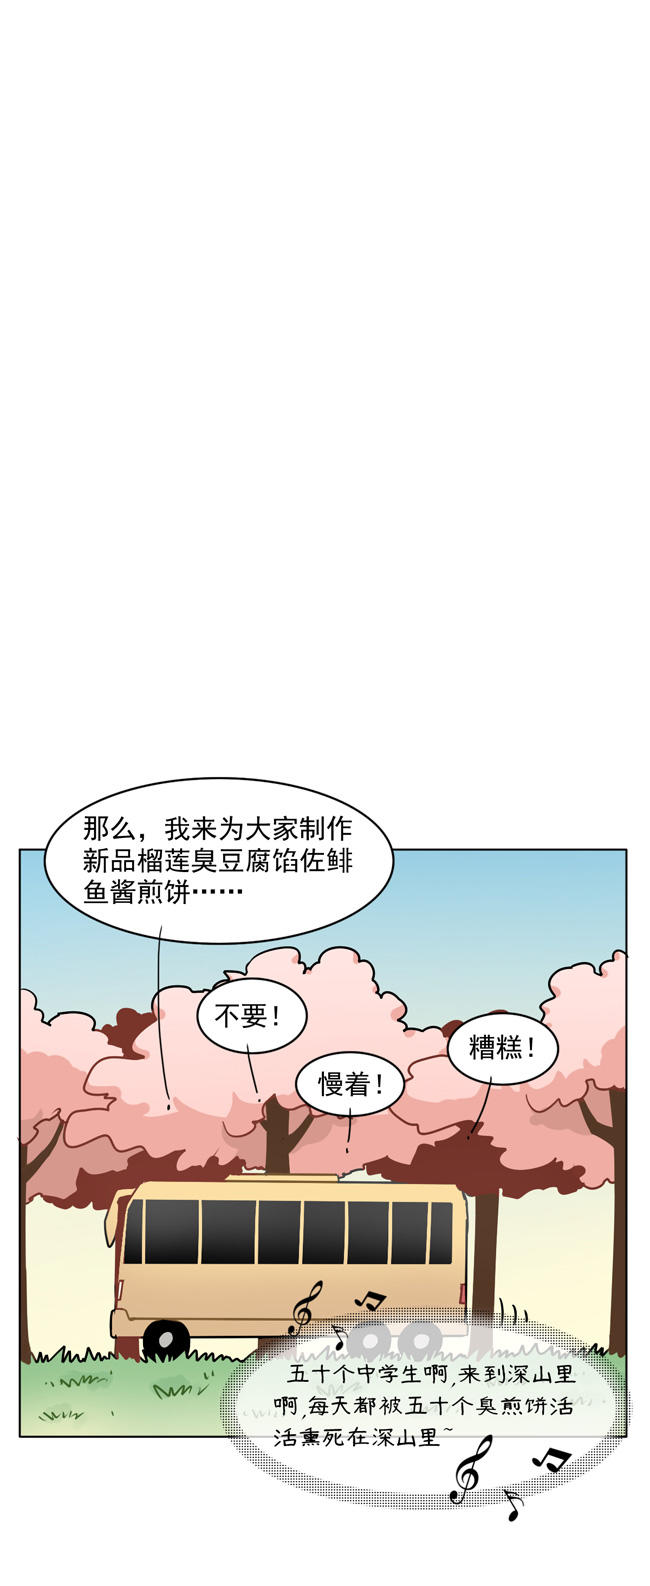 那么，我来为大家制作
新品榴莲臭豆腐馅佐鲱
鱼酱煎饼……
不要！
慢着！
糟糕！
五十个中学生啊,来到深山里
啊,每天都被五十个臭煎饼活
活熏死在深山里~